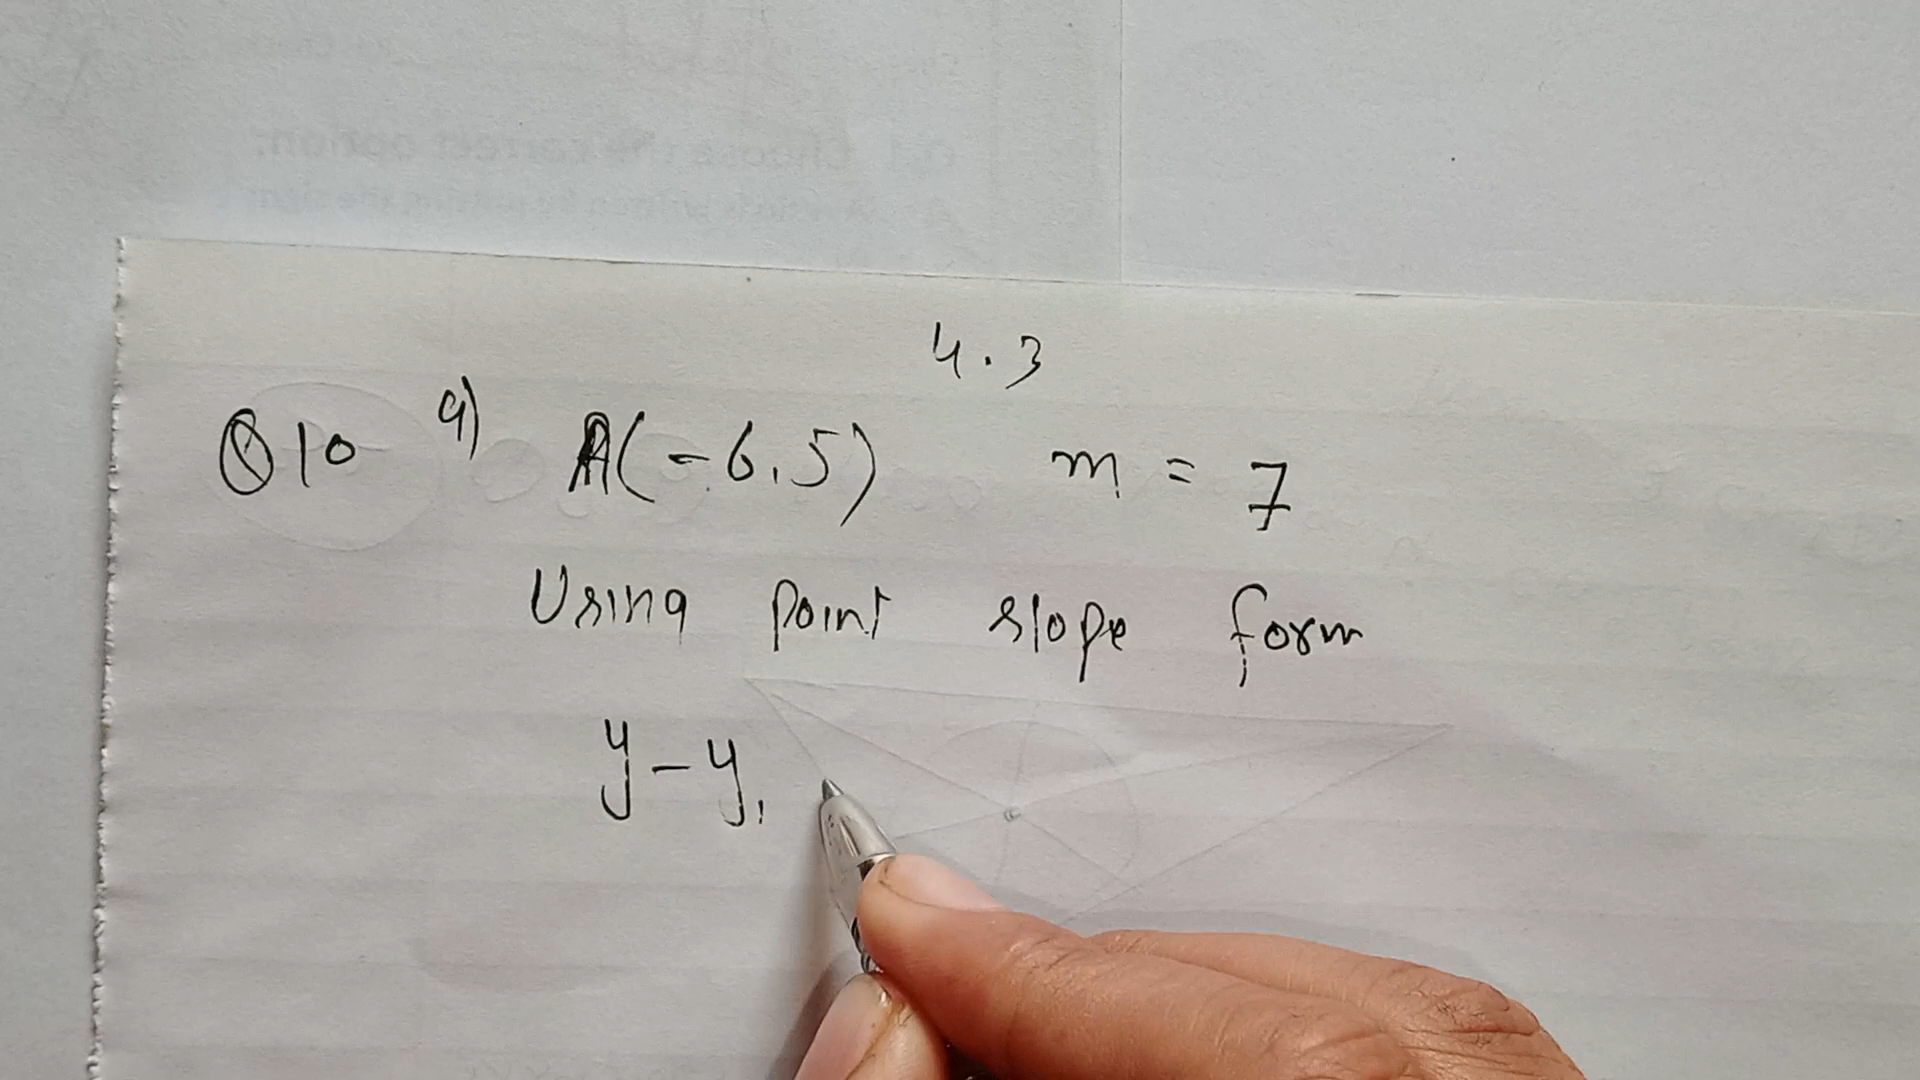 4.3
Q10 a) A(-6,5) m = 7
Using point slope form
y-y₁